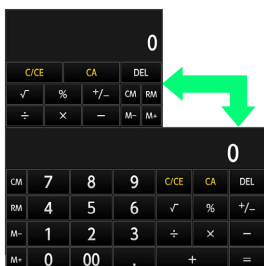 0
C/CE CA DEL
√ % +/− CM RM
÷ × − M− M+
0
CM 7 8 9 C/CE CA DEL
RM 4 5 6 √ % +/−
M− 1 2 3 ÷ × −
M+ 0 00 . + =